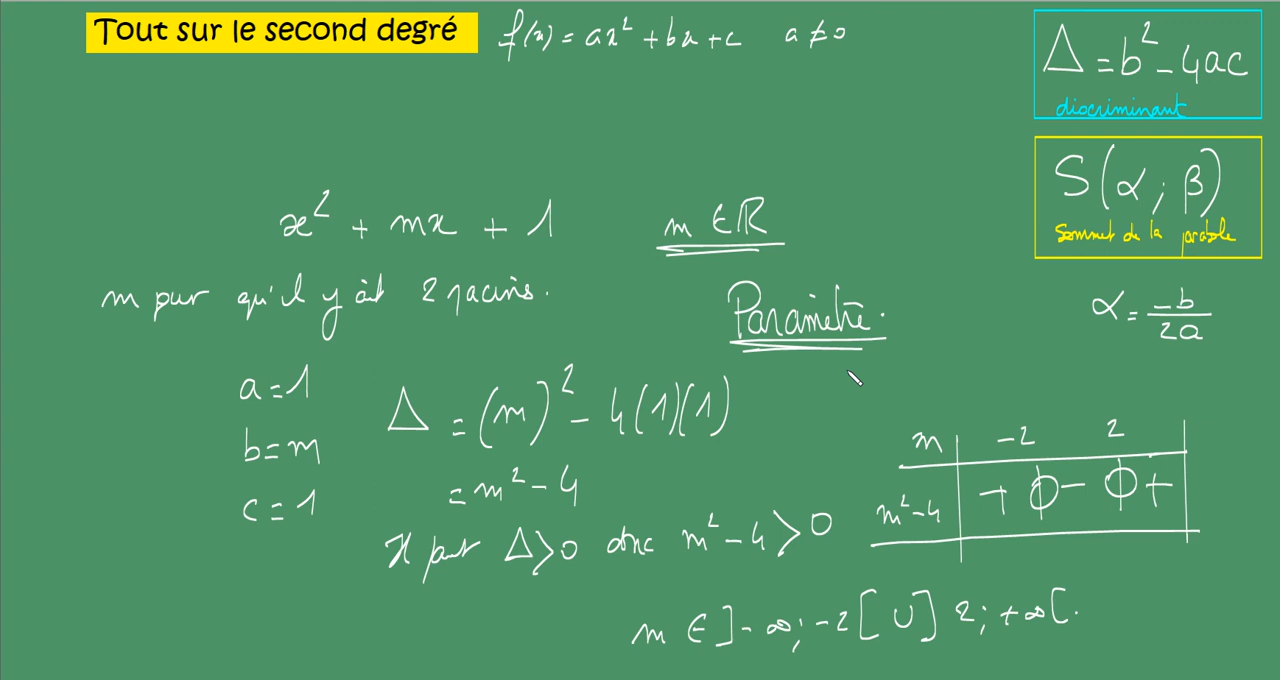 Tout sur le second degré f(x) = ax² + bx + c a ≠ 0
Δ = b² - 4ac
discriminant
S(α ; β)
Sommet de la parabole
α = -b/2a
x² + mx + 1 m ∈ ℝ
m pour qu'il y ait 2 racines.
Paramètre.
a = 1
b = m
c = 1
Δ = (m)² - 4(1)(1)
= m² - 4
Il faut Δ > 0 donc m² - 4 > 0
m | -2 2
m² - 4 | + 0 - 0 +
m ∈ ]-∞ ; -2[ ∪ ]2 ; +∞[.